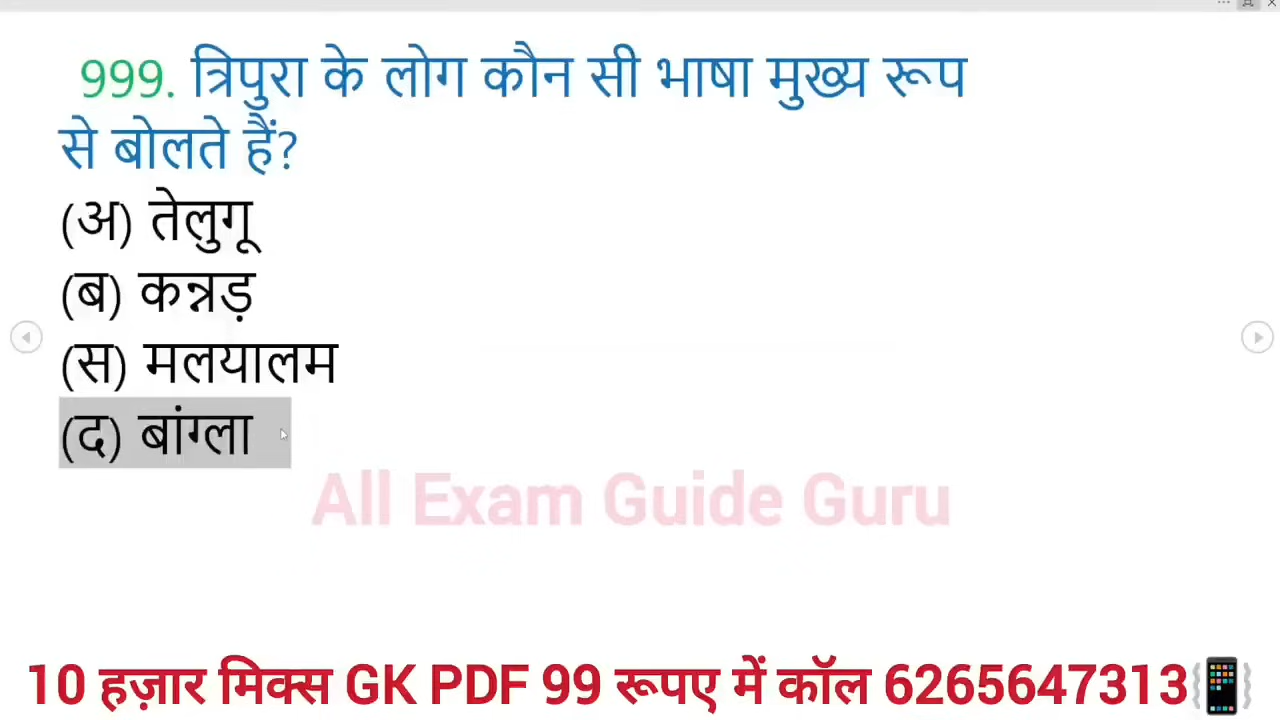 999. त्रिपुरा के लोग कौन सी भाषा मुख्य रूप
से बोलते हैं?
(अ) तेलुगू
(ब) कन्नड़
(स) मलयालम
(द) बांग्ला
All Exam Guide Guru
10 हज़ार मिक्स GK PDF 99 रूपए में कॉल 6265647313